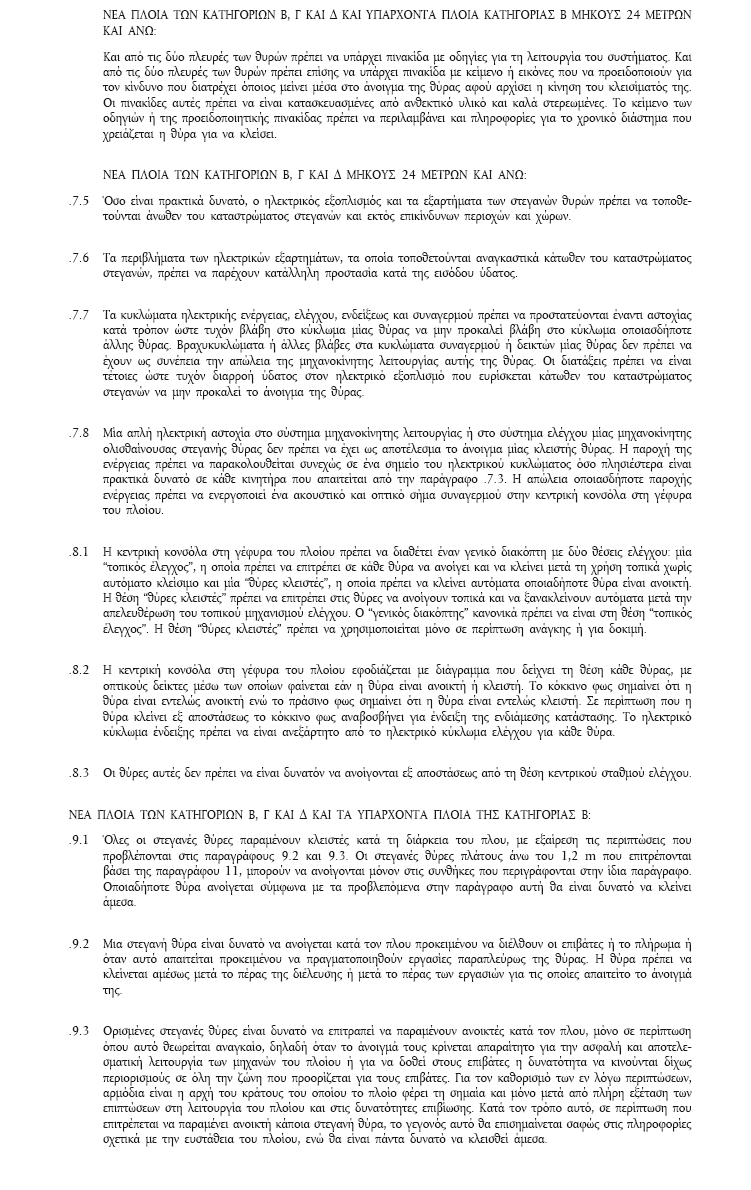 ΝΕΑ ΠΛΟΙΑ ΤΩΝ ΚΑΤΗΓΟΡΙΩΝ Β, Γ ΚΑΙ Δ ΚΑΙ ΥΠΑΡΧΟΝΤΑ ΠΛΟΙΑ ΚΑΤΗΓΟΡΙΑΣ Β ΜΗΚΟΥΣ 24 ΜΕΤΡΩΝ
ΚΑΙ ΑΝΩ:
Και από τις δύο πλευρές των θυρών πρέπει να υπάρχει πινακίδα με οδηγίες για τη λειτουργία του συστήματος. Και
από τις δύο πλευρές των θυρών πρέπει επίσης να υπάρχει πινακίδα με κείμενο ή εικόνες που να προειδοποιούν για
τον κίνδυνο που διατρέχει όποιος μείνει μέσα στο άνοιγμα της θύρας αφού αρχίσει η κίνηση του κλεισίματός της.
Οι πινακίδες αυτές πρέπει να είναι κατασκευασμένες από ανθεκτικό υλικό και καλά στερεωμένες. Το κείμενο των
οδηγιών ή της προειδοποιητικής πινακίδας πρέπει να περιλαμβάνει και πληροφορίες για το χρονικό διάστημα που
χρειάζεται η θύρα για να κλείσει.
ΝΕΑ ΠΛΟΙΑ ΤΩΝ ΚΑΤΗΓΟΡΙΩΝ Β, Γ ΚΑΙ Δ ΜΗΚΟΥΣ 24 ΜΕΤΡΩΝ ΚΑΙ ΑΝΩ:
.7.5 Όσο είναι πρακτικά δυνατό, ο ηλεκτρικός εξοπλισμός και τα εξαρτήματα των στεγανών θυρών πρέπει να τοποθε-
τούνται άνωθεν του καταστρώματος στεγανών και εκτός επικίνδυνων περιοχών και χώρων.
.7.6 Τα περιβλήματα των ηλεκτρικών εξαρτημάτων, τα οποία τοποθετούνται αναγκαστικά κάτωθεν του καταστρώματος
στεγανών, πρέπει να παρέχουν κατάλληλη προστασία κατά της εισόδου ύδατος.
.7.7 Τα κυκλώματα ηλεκτρικής ενέργειας, ελέγχου, ενδείξεως και συναγερμού πρέπει να προστατεύονται έναντι αστοχίας
κατά τρόπον ώστε τυχόν βλάβη στο κύκλωμα μίας θύρας να μην προκαλεί βλάβη στο κύκλωμα οποιασδήποτε
άλλης θύρας. Βραχυκυκλώματα ή άλλες βλάβες στα κυκλώματα συναγερμού ή δεικτών μίας θύρας δεν πρέπει να
έχουν ως συνέπεια την απώλεια της μηχανοκίνητης λειτουργίας αυτής της θύρας. Οι διατάξεις πρέπει να είναι
τέτοιες ώστε τυχόν διαρροή ύδατος στον ηλεκτρικό εξοπλισμό που ευρίσκεται κάτωθεν του καταστρώματος
στεγανών να μην προκαλεί το άνοιγμα της θύρας.
.7.8 Μία απλή ηλεκτρική αστοχία στο σύστημα μηχανοκίνητης λειτουργίας ή στο σύστημα ελέγχου μίας μηχανοκίνητης
ολισθαίνουσας στεγανής θύρας δεν πρέπει να έχει ως αποτέλεσμα το άνοιγμα μίας κλειστής θύρας. Η παροχή της
ενέργειας πρέπει να παρακολουθείται συνεχώς σε ένα σημείο του ηλεκτρικού κυκλώματος όσο πλησιέστερα είναι
πρακτικά δυνατό σε κάθε κινητήρα που απαιτείται από την παράγραφο .7.3. Η απώλεια οποιασδήποτε παροχής
ενέργειας πρέπει να ενεργοποιεί ένα ακουστικό και οπτικό σήμα συναγερμού στην κεντρική κονσόλα στη γέφυρα
του πλοίου.
.8.1 Η κεντρική κονσόλα στη γέφυρα του πλοίου πρέπει να διαθέτει έναν γενικό διακόπτη με δύο θέσεις ελέγχου: μία
“τοπικός έλεγχος”, η οποία πρέπει να επιτρέπει σε κάθε θύρα να ανοίγει και να κλείνει μετά τη χρήση τοπικά χωρίς
αυτόματο κλείσιμο και μία “θύρες κλειστές”, η οποία πρέπει να κλείνει αυτόματα οποιαδήποτε θύρα είναι ανοικτή.
Η θέση “θύρες κλειστές” πρέπει να επιτρέπει στις θύρες να ανοίγουν τοπικά και να ξανακλείνουν αυτόματα μετά την
απελευθέρωση του τοπικού μηχανισμού ελέγχου. Ο “γενικός διακόπτης” κανονικά πρέπει να είναι στη θέση “τοπικός
έλεγχος”. Η θέση “θύρες κλειστές” πρέπει να χρησιμοποιείται μόνο σε περίπτωση ανάγκης ή για δοκιμή.
.8.2 Η κεντρική κονσόλα στη γέφυρα του πλοίου εφοδιάζεται με διάγραμμα που δείχνει τη θέση κάθε θύρας, με
οπτικούς δείκτες μέσω των οποίων φαίνεται εάν η θύρα είναι ανοικτή ή κλειστή. Το κόκκινο φως σημαίνει ότι η
θύρα είναι εντελώς ανοικτή ενώ το πράσινο φως σημαίνει ότι η θύρα είναι εντελώς κλειστή. Σε περίπτωση που η
θύρα κλείνει εξ αποστάσεως το κόκκινο φως αναβοσβήνει για ένδειξη της ενδιάμεσης κατάστασης. Το ηλεκτρικό
κύκλωμα ένδειξης πρέπει να είναι ανεξάρτητο από το ηλεκτρικό κύκλωμα ελέγχου για κάθε θύρα.
.8.3 Οι θύρες αυτές δεν πρέπει να είναι δυνατόν να ανοίγονται εξ αποστάσεως από τη θέση κεντρικού σταθμού ελέγχου.
ΝΕΑ ΠΛΟΙΑ ΤΩΝ ΚΑΤΗΓΟΡΙΩΝ Β, Γ ΚΑΙ Δ ΚΑΙ ΤΑ ΥΠΑΡΧΟΝΤΑ ΠΛΟΙΑ ΤΗΣ ΚΑΤΗΓΟΡΙΑΣ Β:
.9.1 Όλες οι στεγανές θύρες παραμένουν κλειστές κατά τη διάρκεια του πλου, με εξαίρεση τις περιπτώσεις που
προβλέπονται στις παραγράφους 9.2 και 9.3. Οι στεγανές θύρες πλάτους άνω του 1,2 m που επιτρέπονται
βάσει της παραγράφου 11, μπορούν να ανοίγονται μόνον στις συνθήκες που περιγράφονται στην ίδια παράγραφο.
Οποιαδήποτε θύρα ανοίγεται σύμφωνα με τα προβλεπόμενα στην παράγραφο αυτή θα είναι δυνατό να κλείνει
άμεσα.
.9.2 Μια στεγανή θύρα είναι δυνατό να ανοίγεται κατά τον πλου προκειμένου να διέλθουν οι επιβάτες ή το πλήρωμα ή
όταν αυτό απαιτείται προκειμένου να πραγματοποιηθούν εργασίες παραπλεύρως της θύρας. Η θύρα πρέπει να
κλείνεται αμέσως μετά το πέρας της διέλευσης ή μετά το πέρας των εργασιών για τις οποίες απαιτείτο το άνοιγμά
της.
.9.3 Ορισμένες στεγανές θύρες είναι δυνατό να επιτραπεί να παραμένουν ανοικτές κατά τον πλου, μόνο σε περίπτωση
όπου αυτό θεωρείται αναγκαίο, δηλαδή όταν το άνοιγμά τους κρίνεται απαραίτητο για την ασφαλή και αποτελε-
σματική λειτουργία των μηχανών του πλοίου ή για να δοθεί στους επιβάτες η δυνατότητα να κινούνται δίχως
περιορισμούς σε όλη την ζώνη που προορίζεται για τους επιβάτες. Για τον καθορισμό των εν λόγω περιπτώσεων,
αρμόδια είναι η αρχή του κράτους του οποίου το πλοίο φέρει τη σημαία και μόνο μετά από πλήρη εξέταση των
επιπτώσεων στη λειτουργία του πλοίου και στις δυνατότητες επιβίωσης. Κατά τον τρόπο αυτό, σε περίπτωση που
επιτρέπεται να παραμένει ανοικτή κάποια στεγανή θύρα, το γεγονός αυτό θα επισημαίνεται σαφώς στις πληροφορίες
σχετικά με την ευστάθεια του πλοίου, ενώ θα είναι πάντα δυνατό να κλεισθεί άμεσα.